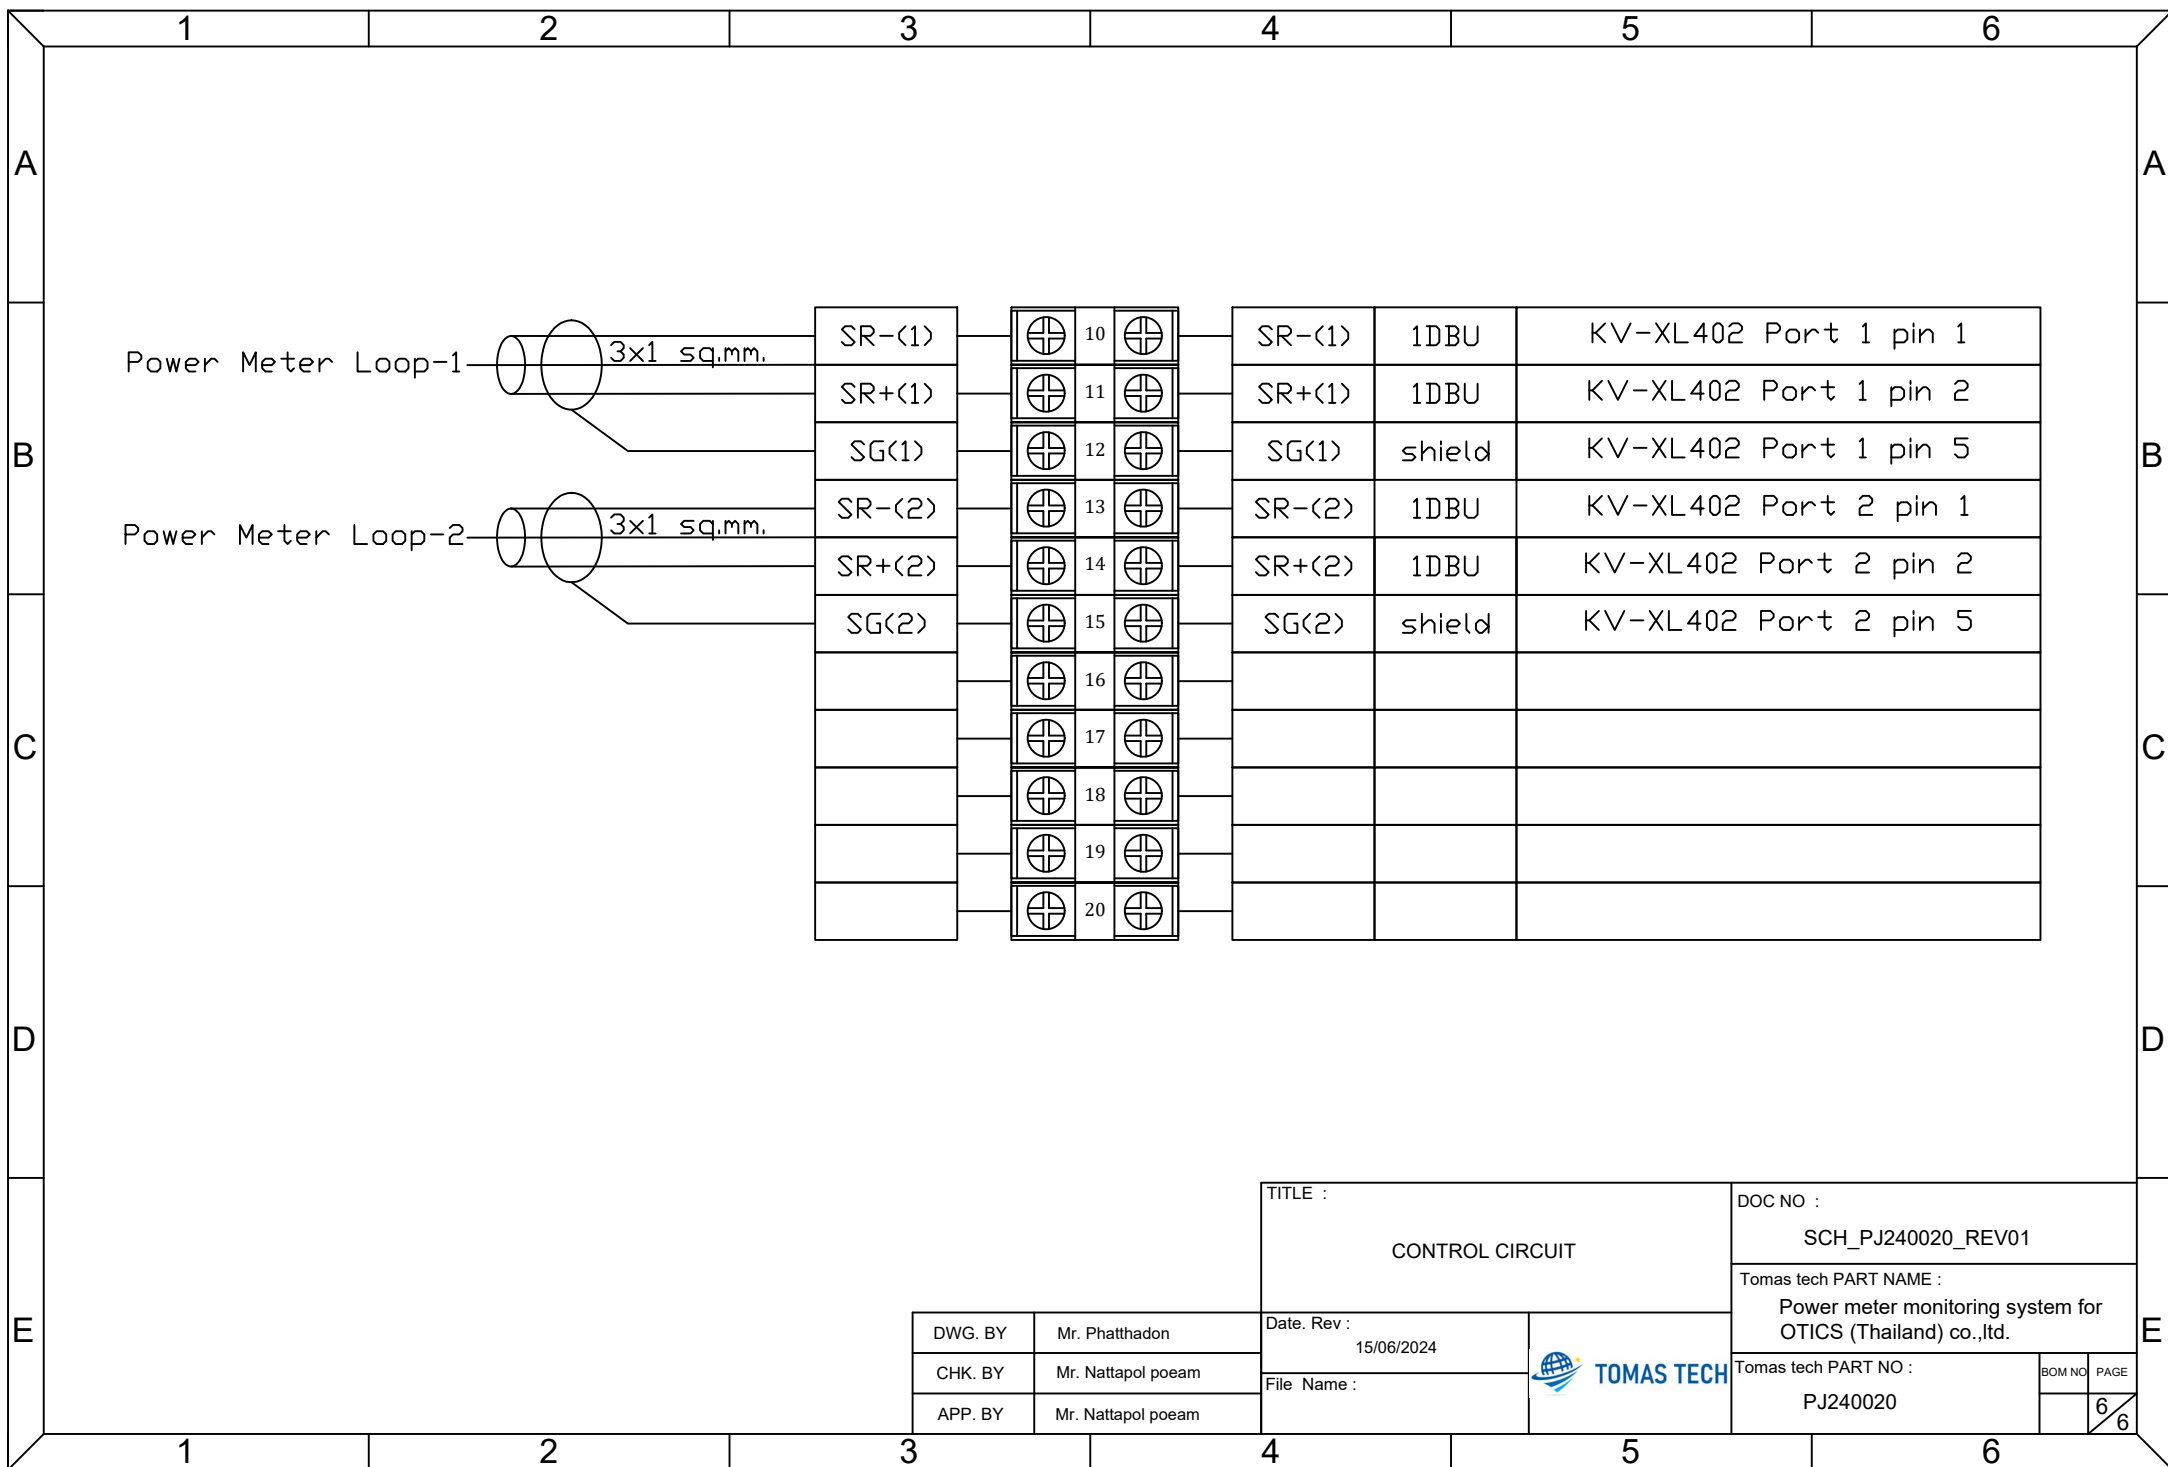 1 2 3 4 5 6
A A
SR-(1) 10 SR-(1) 1DBU KV-XL402 Port 1 pin 1
Power Meter Loop-1 3x1 sq.mm.
SR+(1) 11 SR+(1) 1DBU KV-XL402 Port 1 pin 2
B SG(1) 12 SG(1) shield KV-XL402 Port 1 pin 5 B
SR-(2) 13 SR-(2) 1DBU KV-XL402 Port 2 pin 1
Power Meter Loop-2 3x1 sq.mm.
SR+(2) 14 SR+(2) 1DBU KV-XL402 Port 2 pin 2
SG(2) 15 SG(2) shield KV-XL402 Port 2 pin 5
16
C 17 C
18
19
20
D D
TITLE :
CONTROL CIRCUIT
DOC NO :
SCH_PJ240020_REV01
Tomas tech PART NAME :
Power meter monitoring system for
OTICS (Thailand) co.,ltd.
E E
DWG. BY Mr. Phatthadon
CHK. BY Mr. Nattapol poeam
APP. BY Mr. Nattapol poeam
Date. Rev :
15/06/2024
File Name :
TOMAS TECH
Tomas tech PART NO :
PJ240020
BOM NO PAGE
6/6
1 2 3 4 5 6